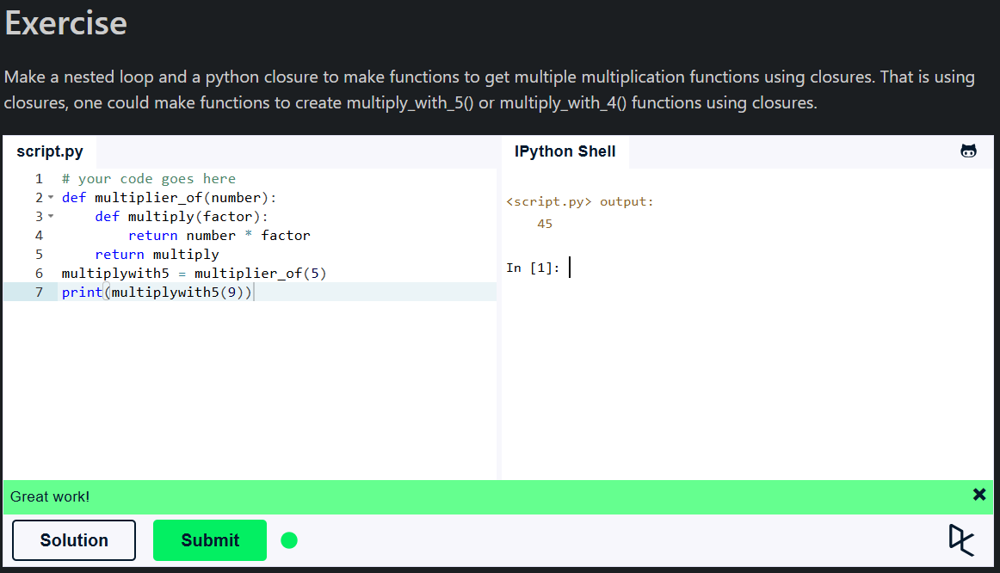 Exercise
Make a nested loop and a python closure to make functions to get multiple multiplication functions using closures. That is using
closures, one could make functions to create multiply_with_5() or multiply_with_4() functions using closures.
script.py
1 # your code goes here
2 def multiplier_of(number):
3     def multiply(factor):
4         return number * factor
5     return multiply
6 multiplywith5 = multiplier_of(5)
7 print(multiplywith5(9))
IPython Shell
<script.py> output:
    45
In [1]:
Great work!
Solution
Submit